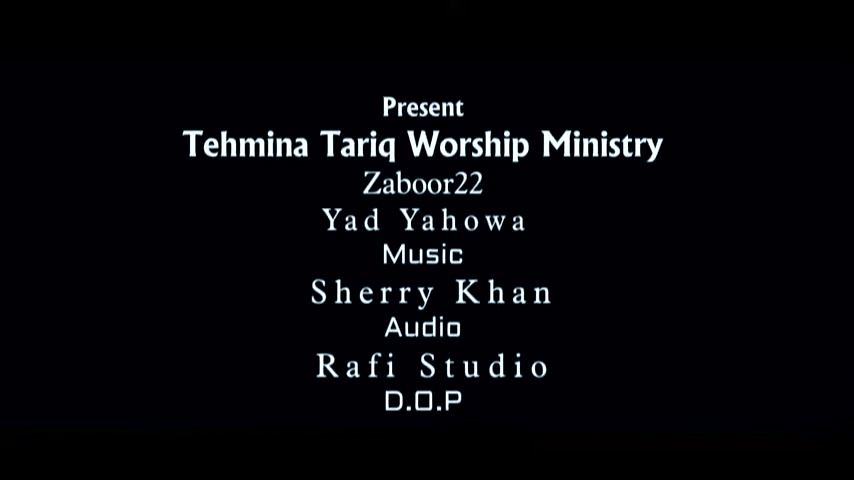 Present
Tehmina Tariq Worship Ministry
Zaboor22
Yad Yahowa
Music
Sherry Khan
Audio
Rafi Studio
D.O.P